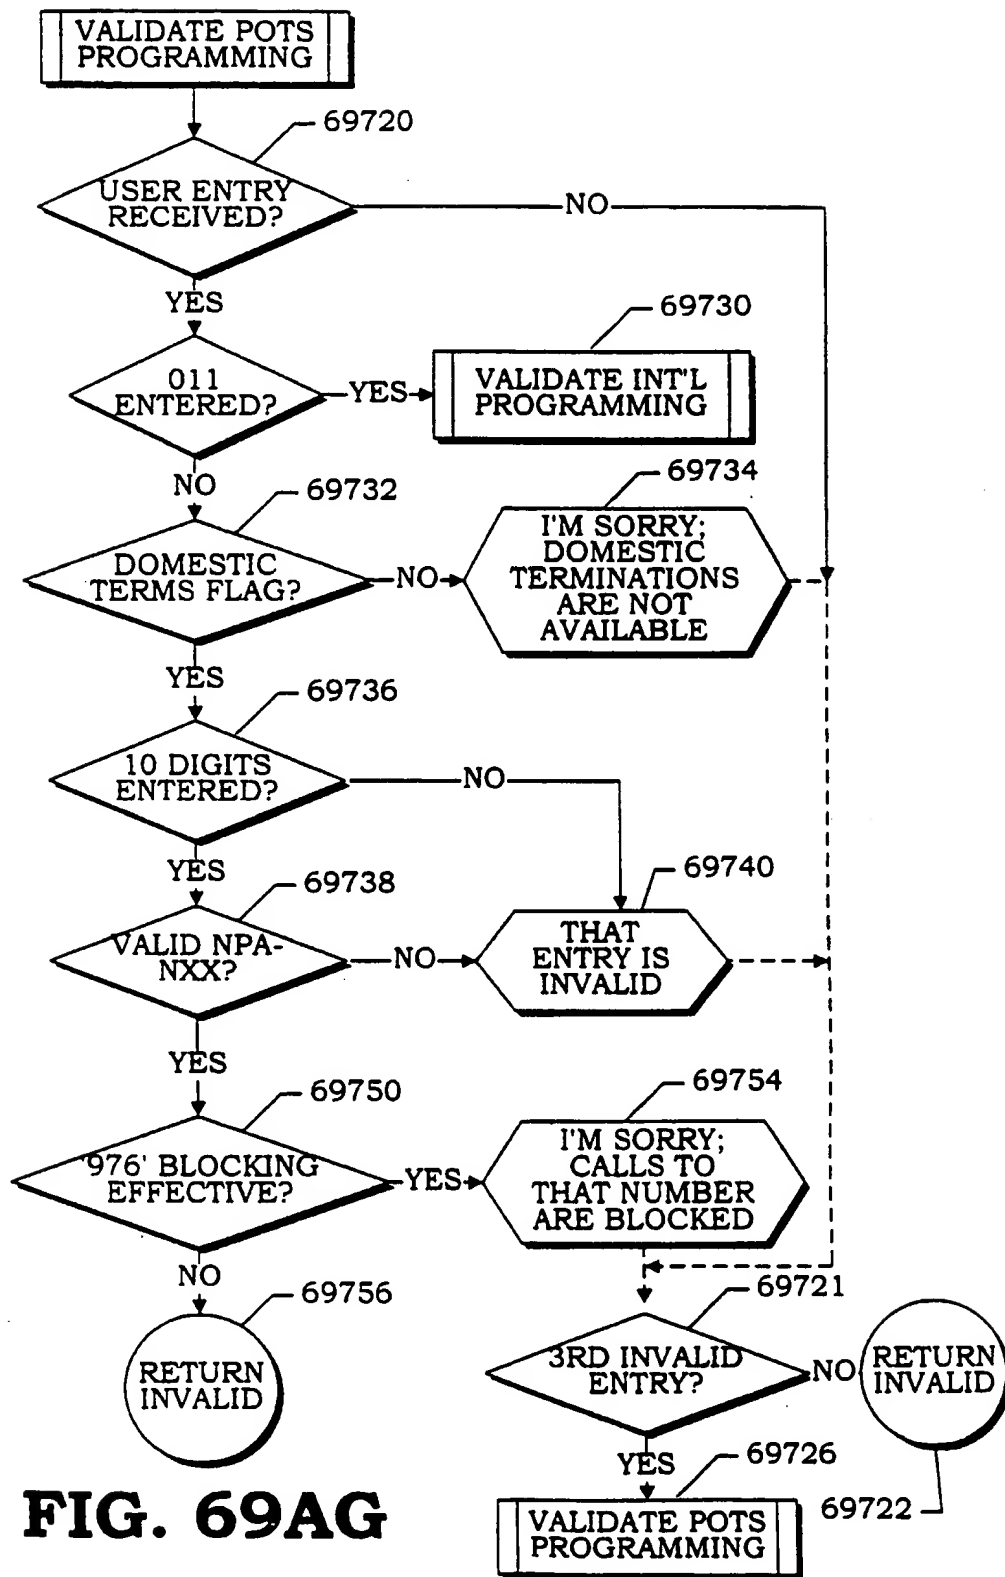 VALIDATE POTS
PROGRAMMING
69720
USER ENTRY
RECEIVED?
NO
YES
69730
011
ENTERED?
YES
VALIDATE INT'L
PROGRAMMING
NO
69732
69734
DOMESTIC
TERMS FLAG?
NO
I'M SORRY;
DOMESTIC
TERMINATIONS
ARE NOT
AVAILABLE
YES
69736
10 DIGITS
ENTERED?
NO
YES
69738
69740
VALID NPA-
NXX?
NO
THAT
ENTRY IS
INVALID
YES
69750
69754
'976' BLOCKING
EFFECTIVE?
YES
I'M SORRY;
CALLS TO
THAT NUMBER
ARE BLOCKED
NO
69756
69721
RETURN
INVALID
3RD INVALID
ENTRY?
NO
RETURN
INVALID
YES
69726
69722
VALIDATE POTS
PROGRAMMING
FIG. 69AG